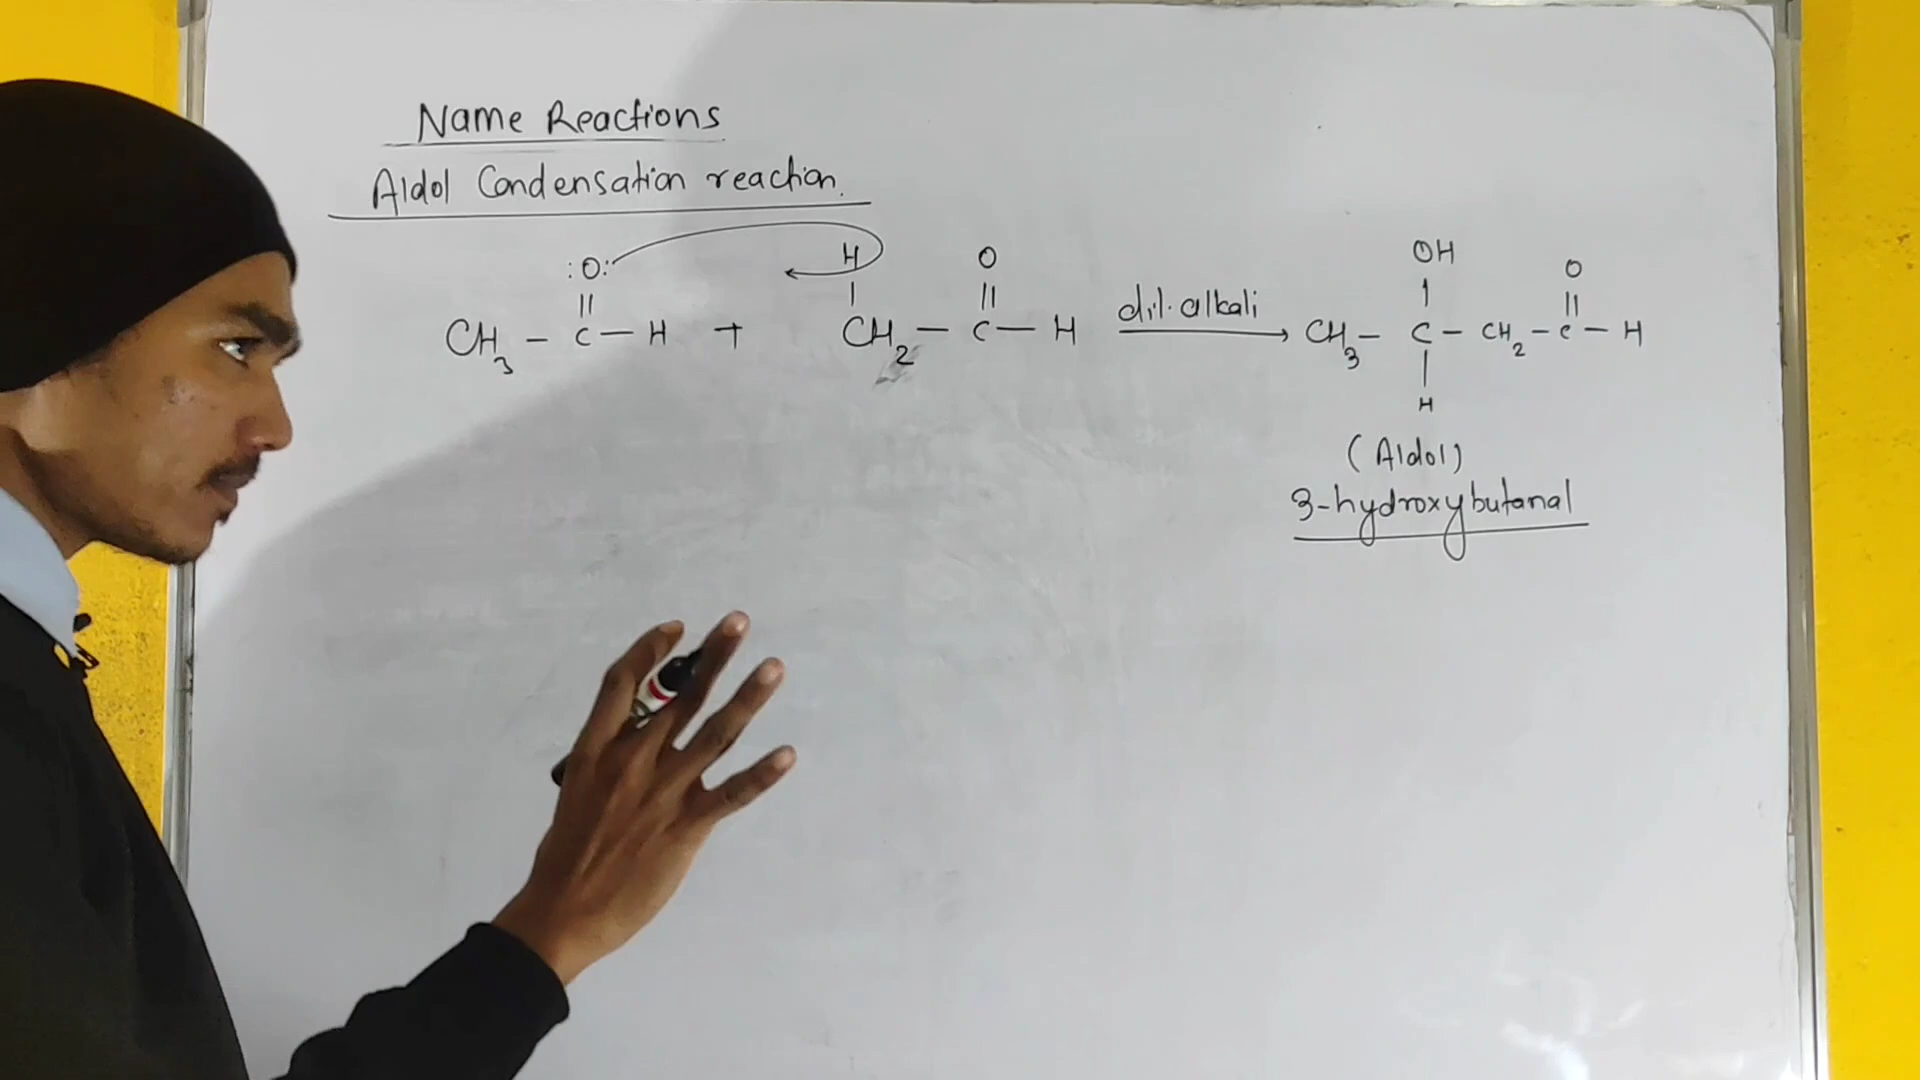 Name Reactions
Aldol Condensation reaction.
:O: H O OH O
|| | || | ||
CH3 - C - H + CH2 - C - H dil. alkali → CH3 - C - CH2 - C - H
|
H
(Aldol)
3-hydroxybutanal